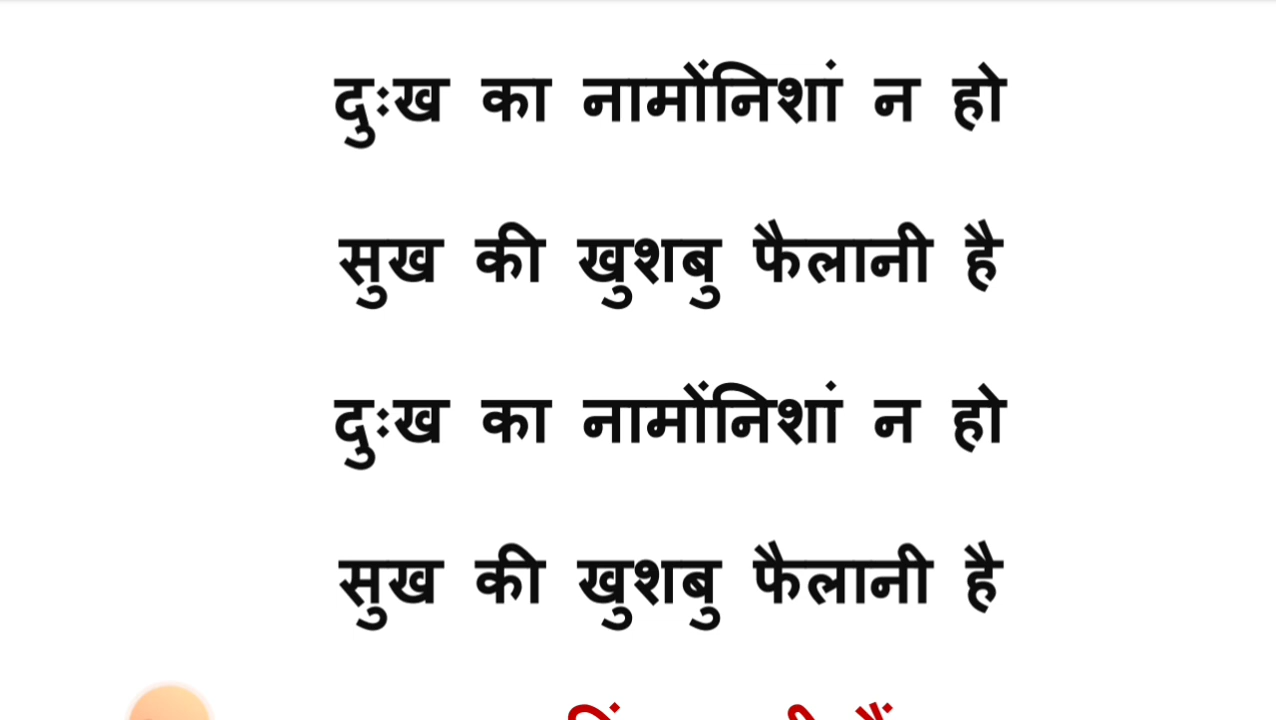 दुःख का नामोंनिशां न हो
सुख की खुशबु फैलानी है
दुःख का नामोंनिशां न हो
सुख की खुशबु फैलानी है